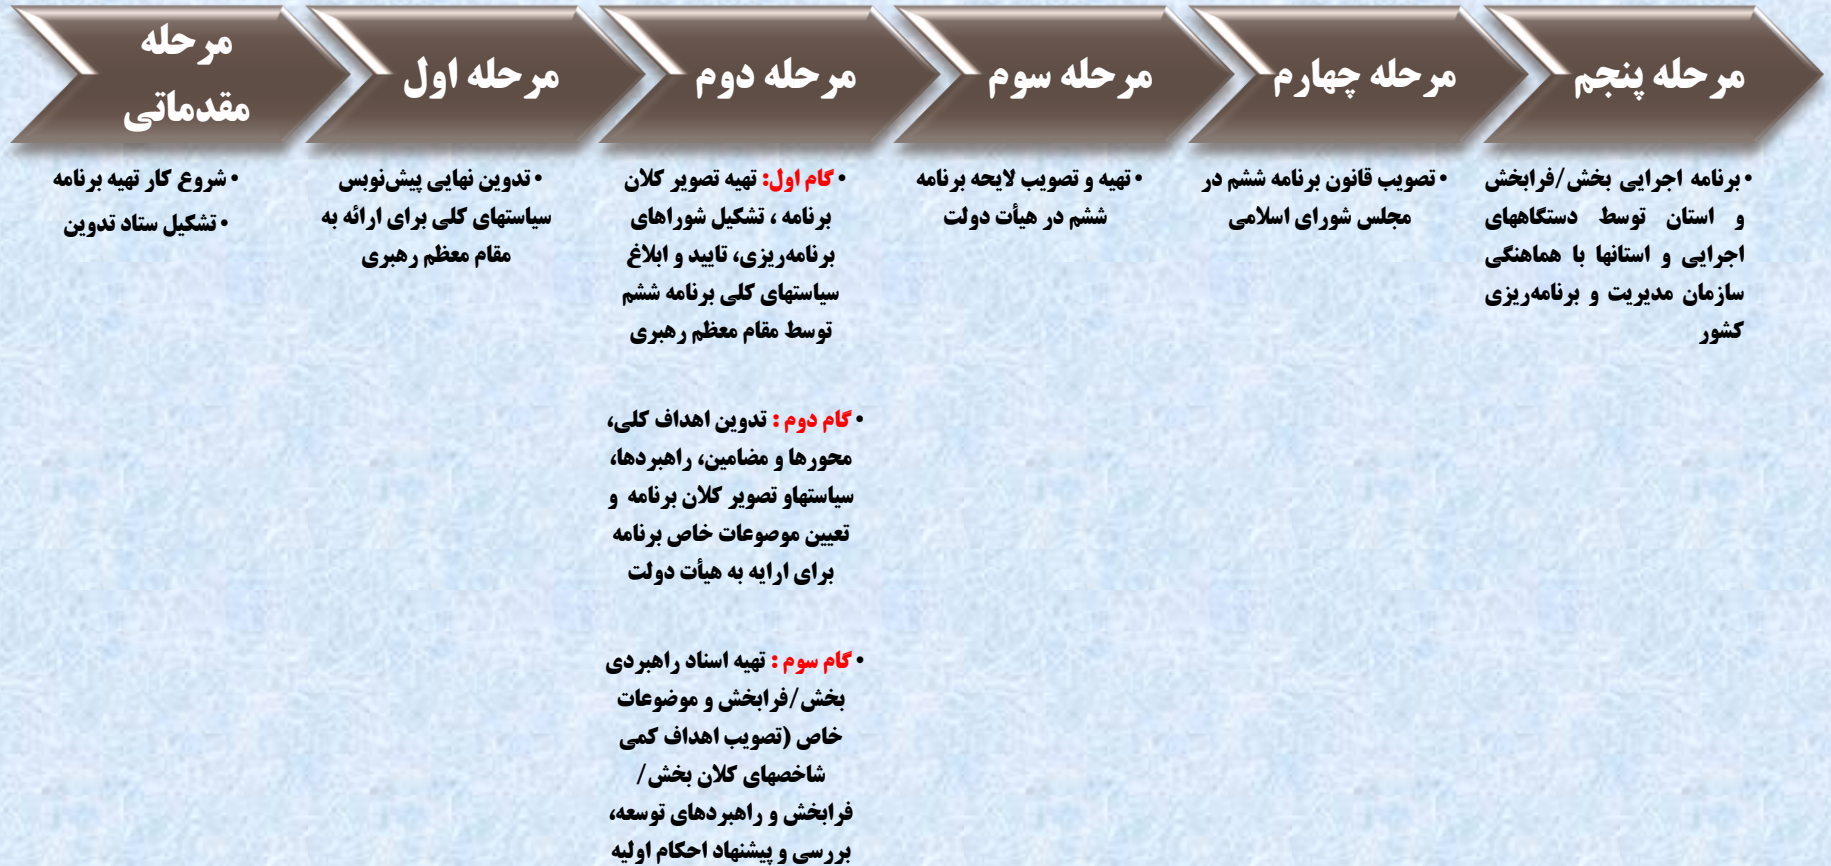 مرحله
مقدماتی
• شروع کار تهیه برنامه
• تشکیل ستاد تدوین
مرحله اول
• تدوین نهایی پیش‌نویس
سیاستهای کلی برای ارائه به
مقام معظم رهبری
مرحله دوم
• گام اول: تهیه تصویر کلان
برنامه ، تشکیل شوراهای
برنامه‌ریزی، تایید و ابلاغ
سیاستهای کلی برنامه ششم
توسط مقام معظم رهبری
• گام دوم : تدوین اهداف کلی،
محورها و مضامین، راهبردها،
سیاستهاو تصویر کلان برنامه و
تعیین موصوعات خاص برنامه
برای ارایه به هیأت دولت
• گام سوم : تهیه اسناد راهبردی
بخش/فرابخش و موضوعات
خاص (تصویب اهداف کمی
شاخصهای کلان بخش/
فرابخش و راهبردهای توسعه،
بررسی و پیشنهاد احکام اولیه
مرحله سوم
• تهیه و تصویب لایحه برنامه
ششم در هیأت دولت
مرحله چهارم
• تصویب قانون برنامه ششم در
مجلس شورای اسلامی
مرحله پنجم
• برنامه اجرایی بخش/فرابخش
و استان توسط دستگاههای
اجرایی و استانها با هماهنگی
سازمان مدیریت و برنامه‌ریزی
کشور